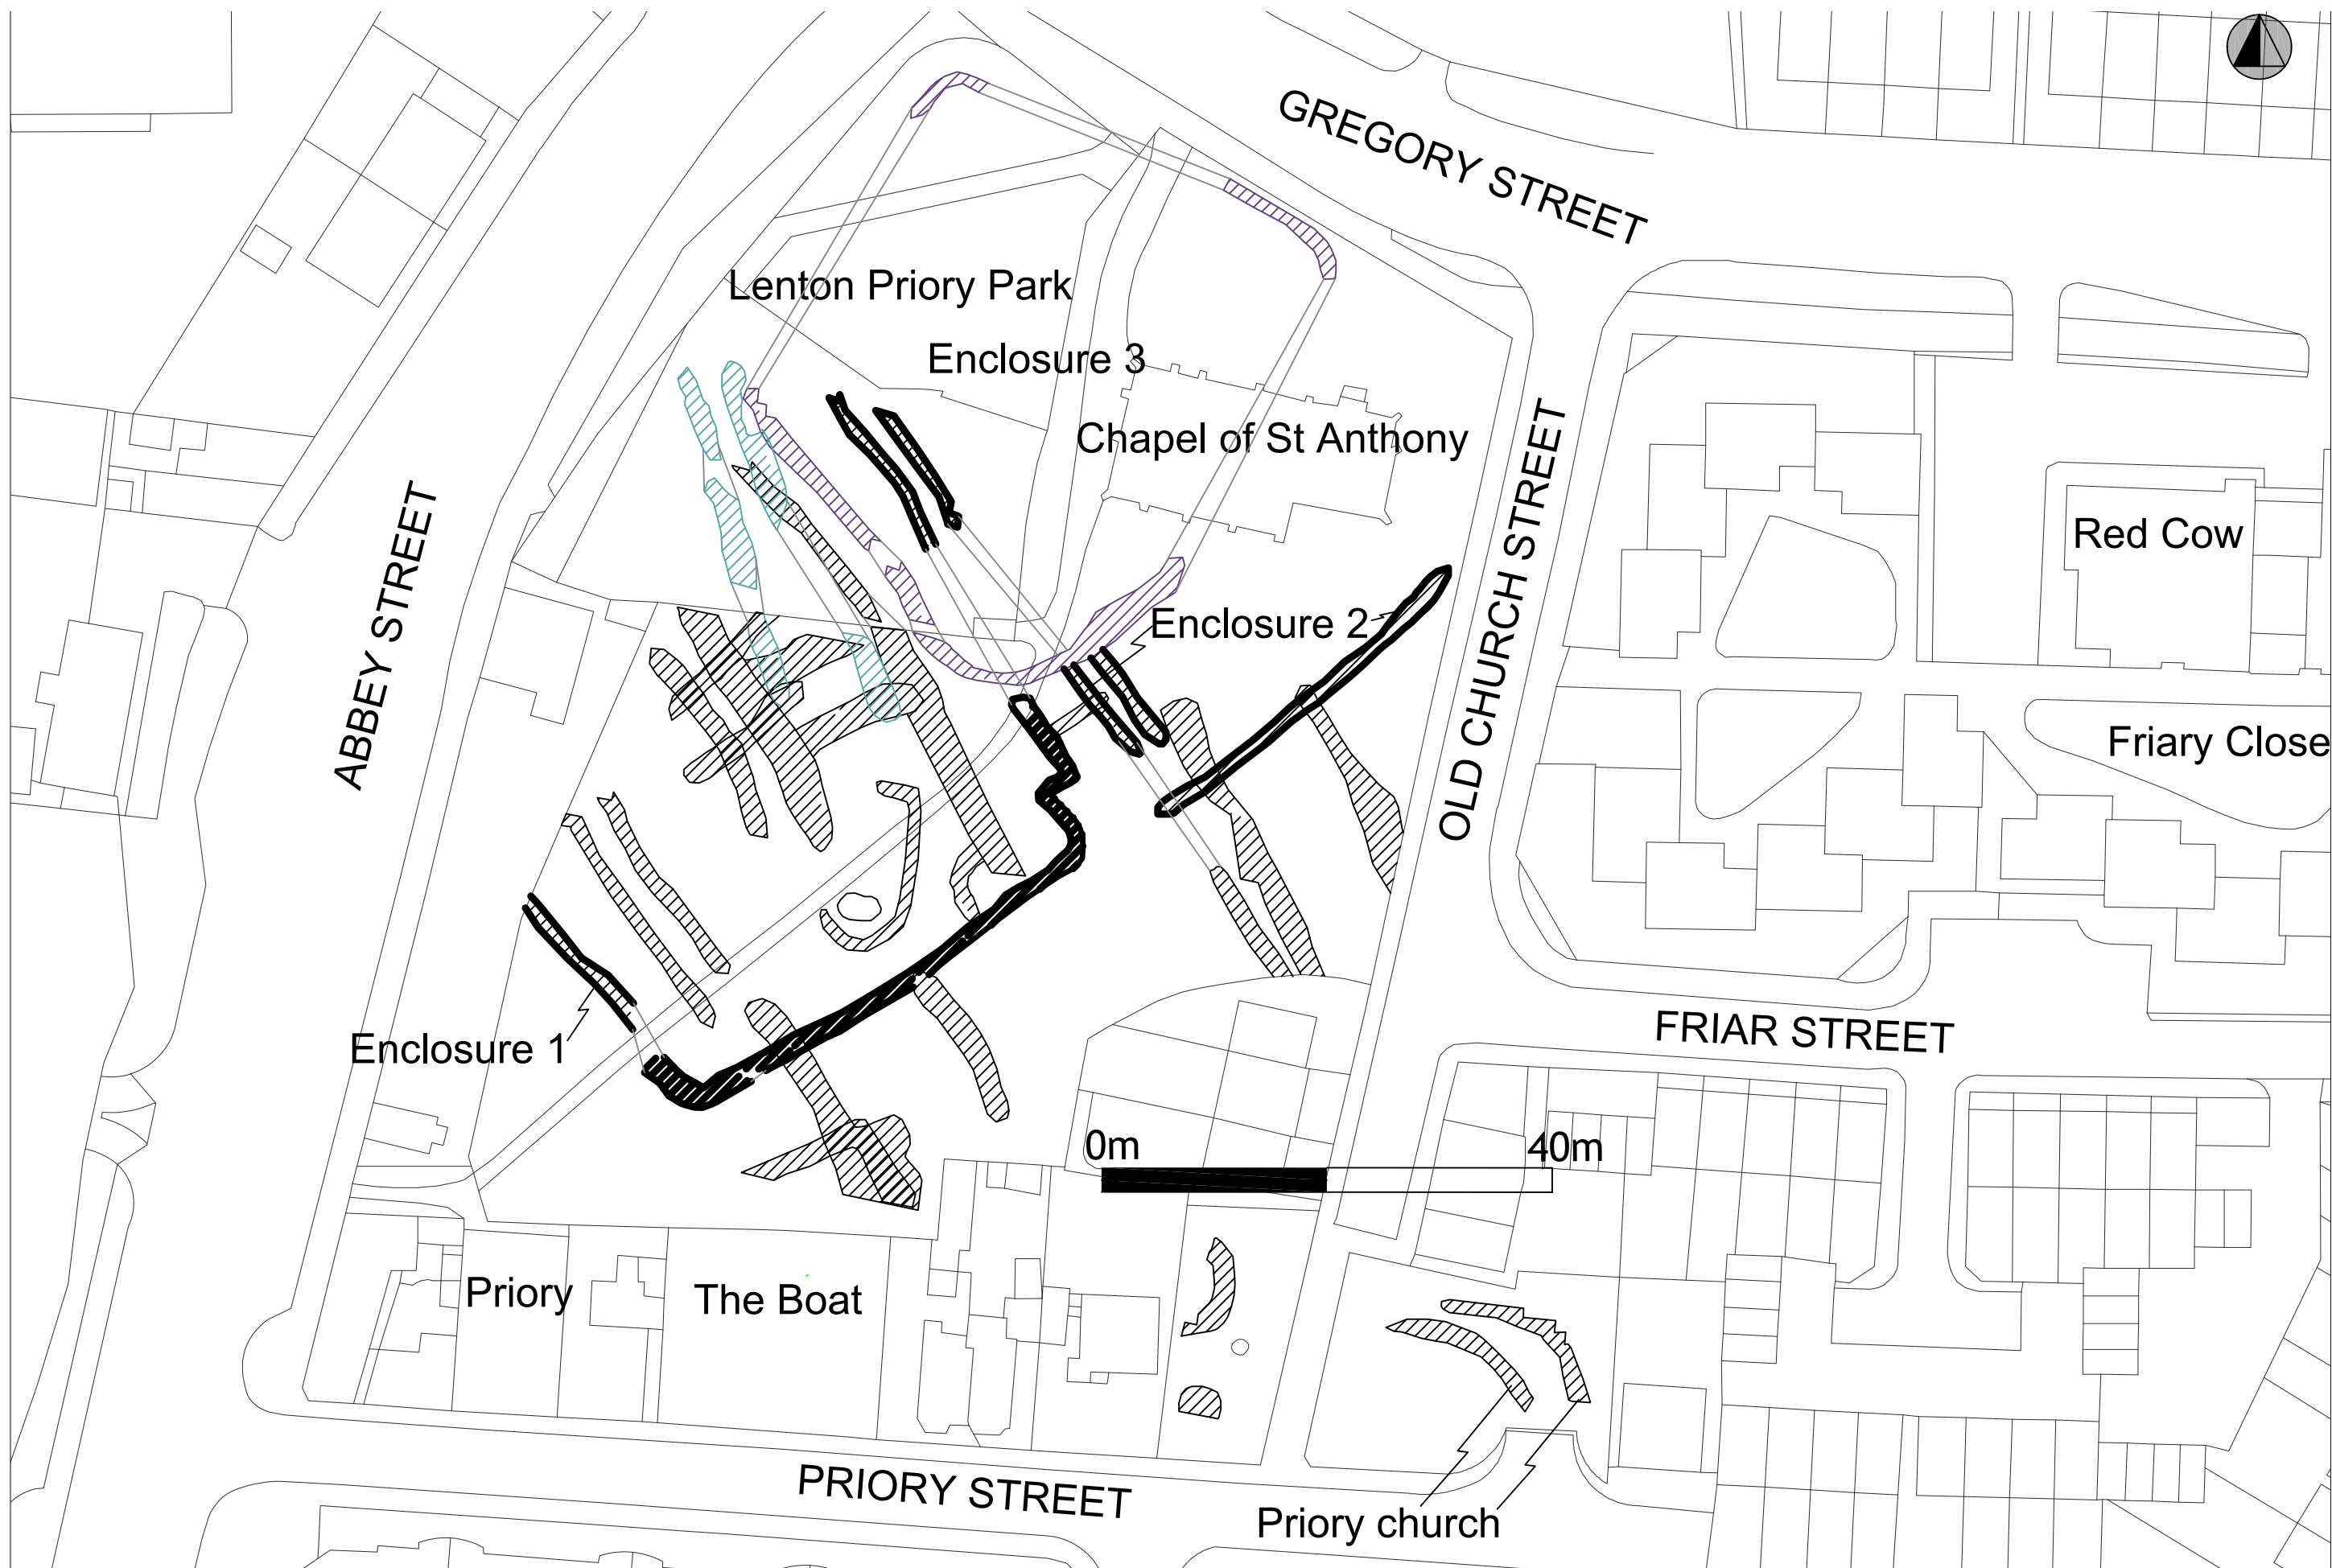 GREGORY STREET
Lenton Priory Park
Enclosure 3
Chapel of St Anthony
Red Cow
ABBEY STREET
OLD CHURCH STREET
Enclosure 2
Friary Close
Enclosure 1
FRIAR STREET
0m
40m
Priory
The Boat
PRIORY STREET
Priory church